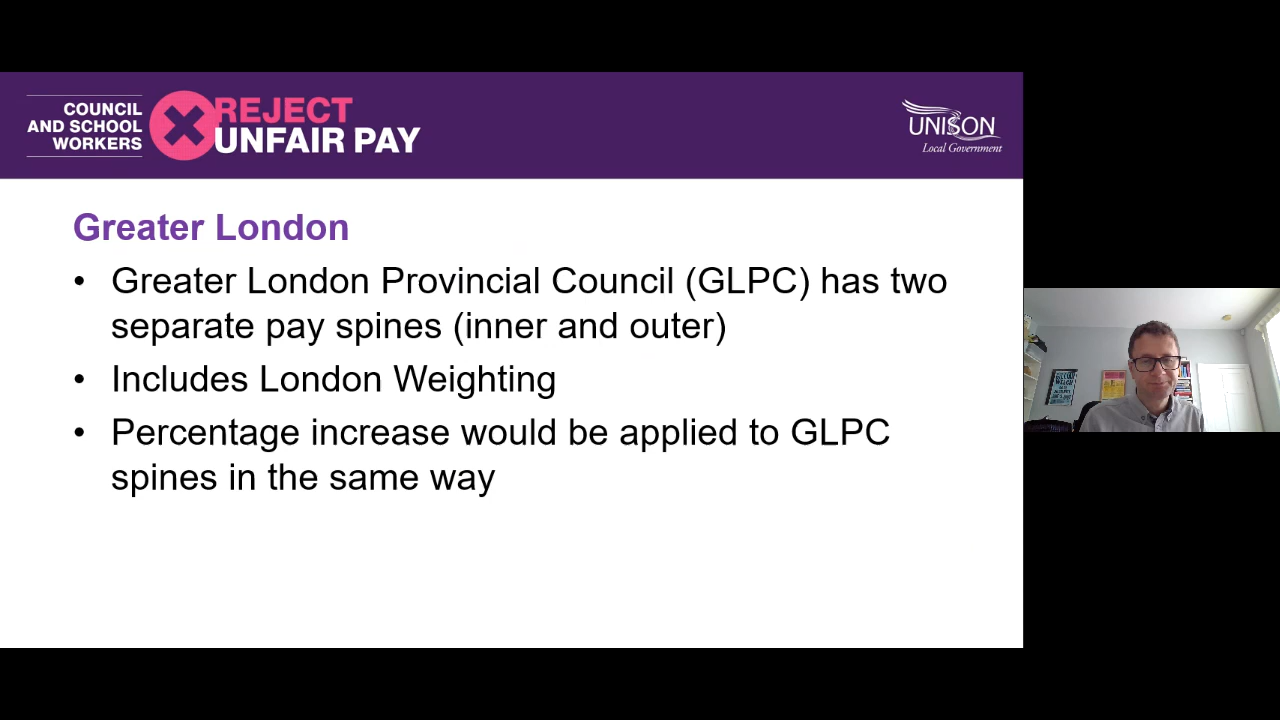 COUNCIL
AND SCHOOL
WORKERS
REJECT
UNFAIR PAY
UNISON
Local Government
Greater London
• Greater London Provincial Council (GLPC) has two
separate pay spines (inner and outer)
• Includes London Weighting
• Percentage increase would be applied to GLPC
spines in the same way